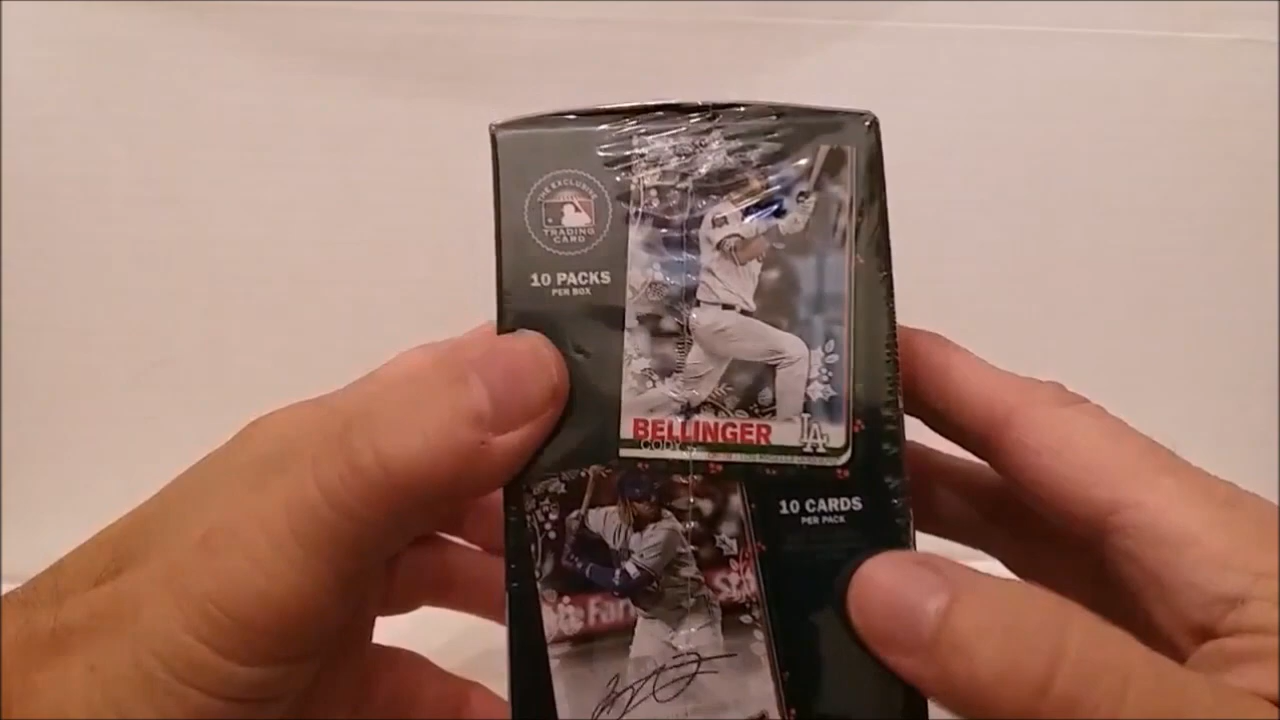 THE EXCLUSIVE
TRADING
CARD
10 PACKS
PER BOX
BELLINGER
CODY
LA
10 CARDS
PER PACK